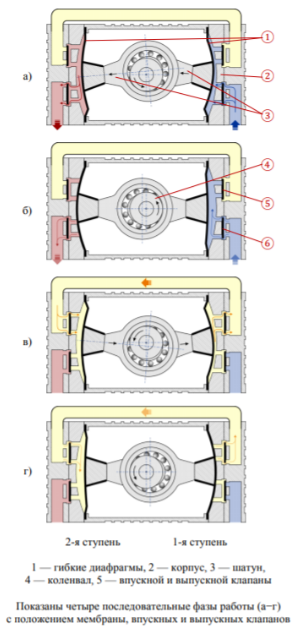 а)
①
②
③
б)
④
⑤
⑥
в)
г)
2-я ступень 1-я ступень
1 — гибкие диафрагмы, 2 — корпус, 3 — шатун,
4 — коленвал, 5 — впускной и выпускной клапаны
Показаны четыре последовательные фазы работы (а−г)
с положением мембраны, впускных и выпускных клапанов